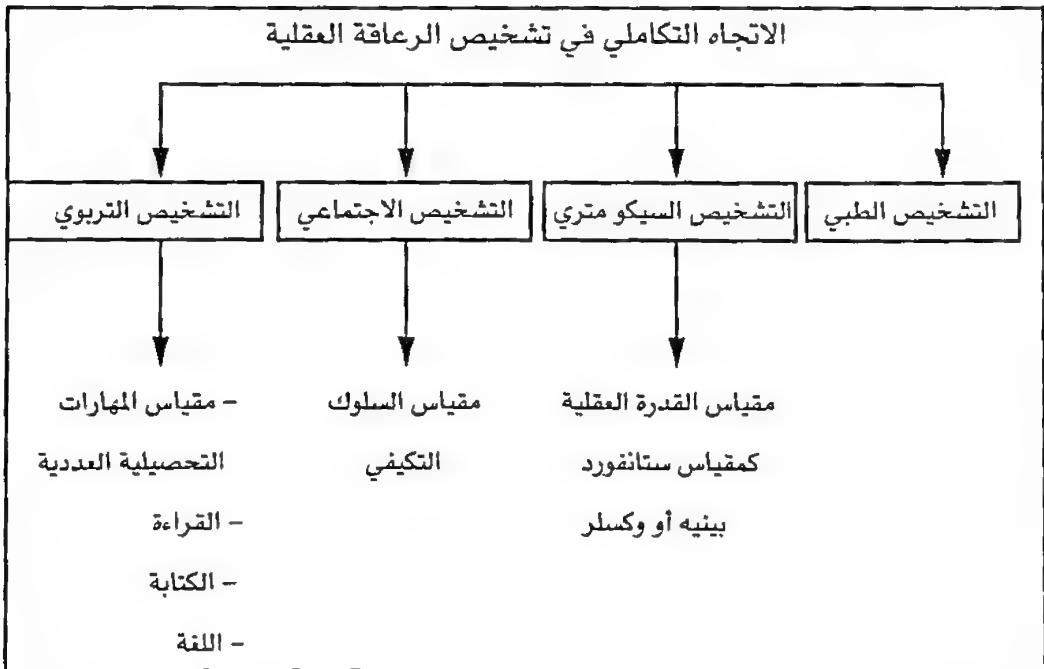 الاتجاه التكاملي في تشخيص الرعاقة العقلية
التشخيص الطبي
التشخيص السيكو متري
التشخيص الاجتماعي
التشخيص التربوي
مقياس القدرة العقلية
كمقياس ستانفورد
بينيه أو وكسلر
مقياس السلوك
التكيفي
– مقياس المهارات
التحصيلية العددية
– القراءة
– الكتابة
– اللغة